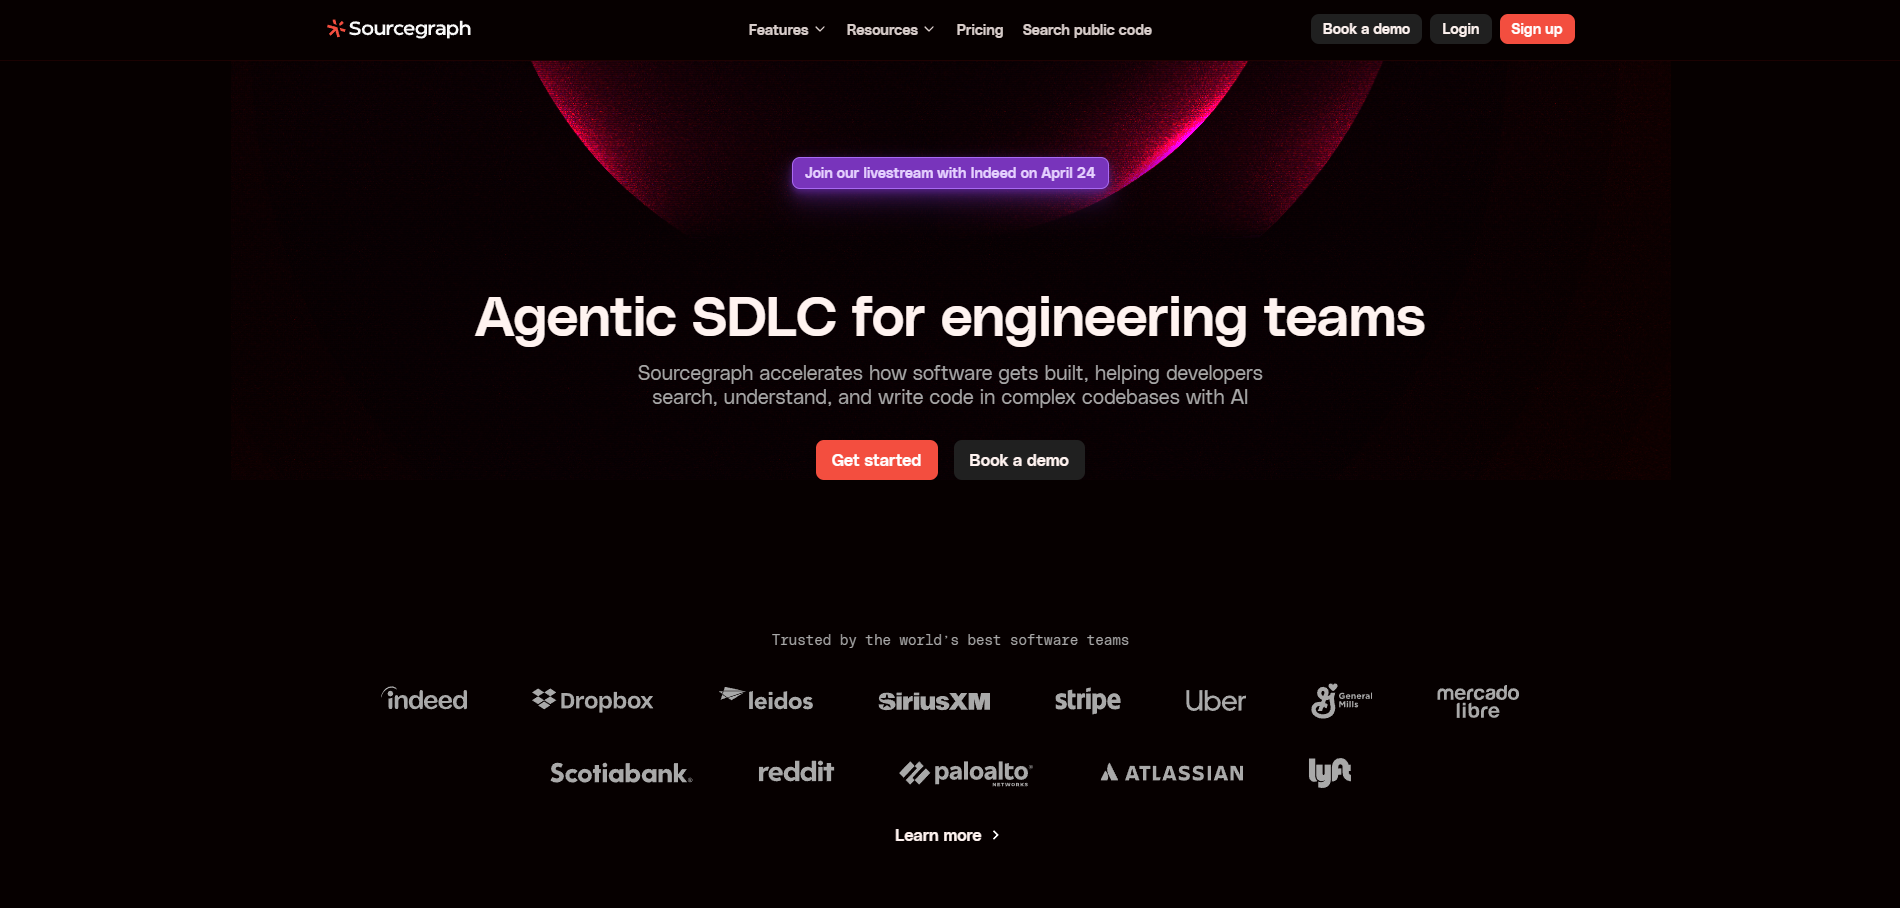 Sourcegraph
Features
Resources
Pricing
Search public code
Book a demo
Login
Sign up
Join our livestream with Indeed on April 24
Agentic SDLC for engineering teams
Sourcegraph accelerates how software gets built, helping developers
search, understand, and write code in complex codebases with AI
Get started
Book a demo
Trusted by the world's best software teams
indeed
Dropbox
leidos
SiriusXM
stripe
Uber
General
Mills
mercado
libre
Scotiabank®
reddit
paloalto
NETWORKS
ATLASSIAN
lyft
Learn more